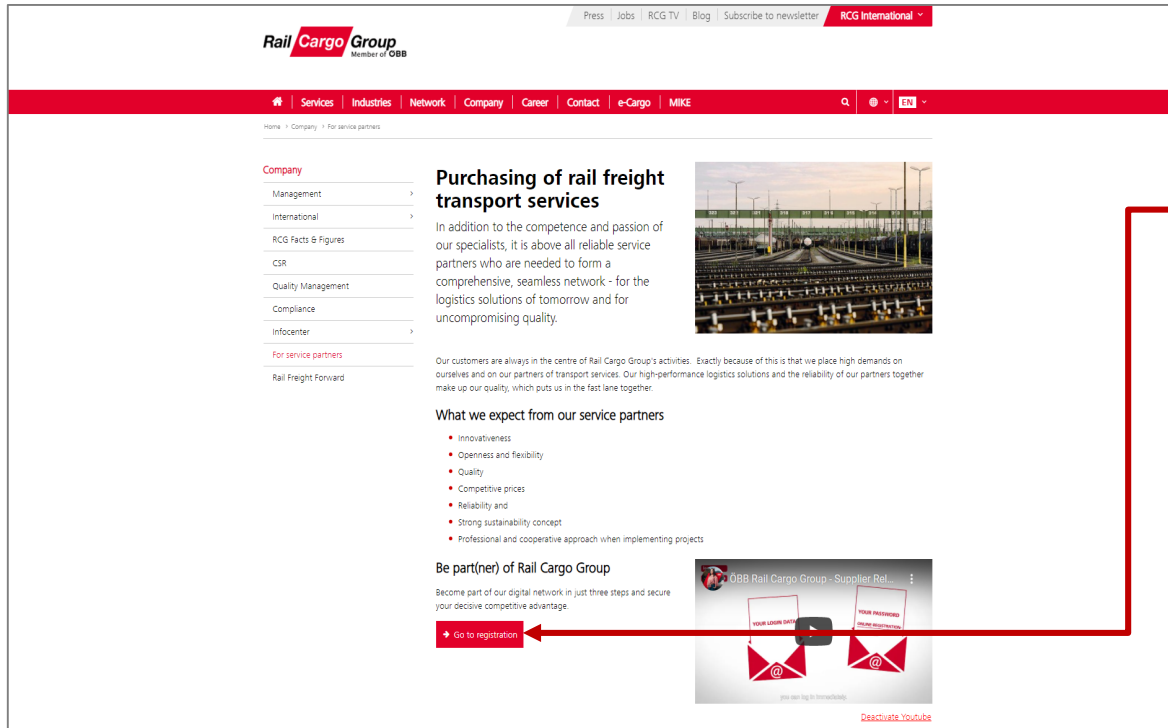 Press Jobs RCG TV Blog Subscribe to newsletter RCG International
Rail Cargo Group
Member of ÖBB
Services Industries Network Company Career Contact e-Cargo MIKE EN
Home Company For service partners
Company
Management
International
RCG Facts & Figures
CSR
Quality Management
Compliance
Infocenter
For service partners
Rail Freight Forward
Purchasing of rail freight
transport services
In addition to the competence and passion of
our specialists, it is above all reliable service
partners who are needed to form a
comprehensive, seamless network - for the
logistics solutions of tomorrow and for
uncompromising quality.
Our customers are always in the centre of Rail Cargo Group's activities. Exactly because of this is that we place high demands on
ourselves and on our partners of transport services. Our high-performance logistics solutions and the reliability of our partners together
make up our quality, which puts us in the fast lane together.
What we expect from our service partners
Innovativeness
Openness and flexibility
Quality
Competitive prices
Reliability and
Strong sustainability concept
Professional and cooperative approach when implementing projects
Be part(ner) of Rail Cargo Group
Become part of our digital network in just three steps and secure
your decisive competitive advantage.
Go to registration
ÖBB Rail Cargo Group - Supplier Rel...
YOUR LOGIN DATA
YOUR PASSWORD
ONLINE REGISTRATION
@ @
you can log in immediately.
Deactivate Youtube